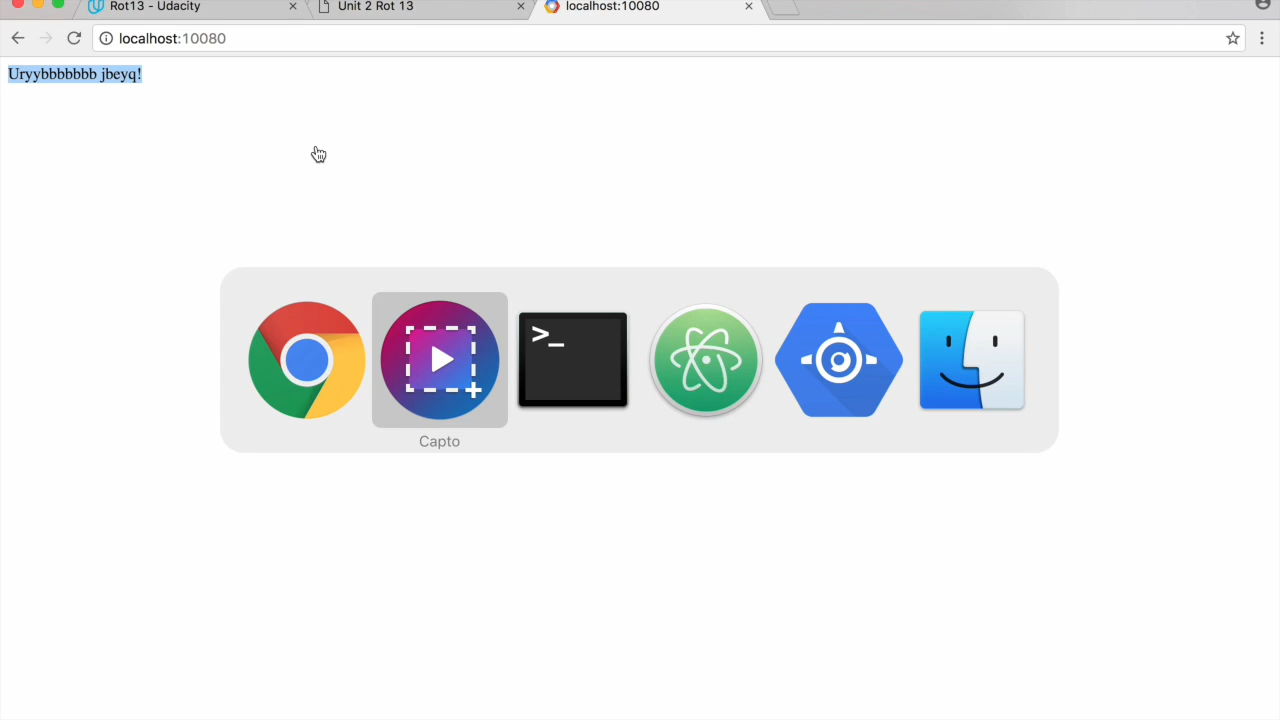 Rot13 - Udacity
Unit 2 Rot 13
localhost:10080
localhost:10080
Uryybbbbbbb jbeyq!
>_
Capto